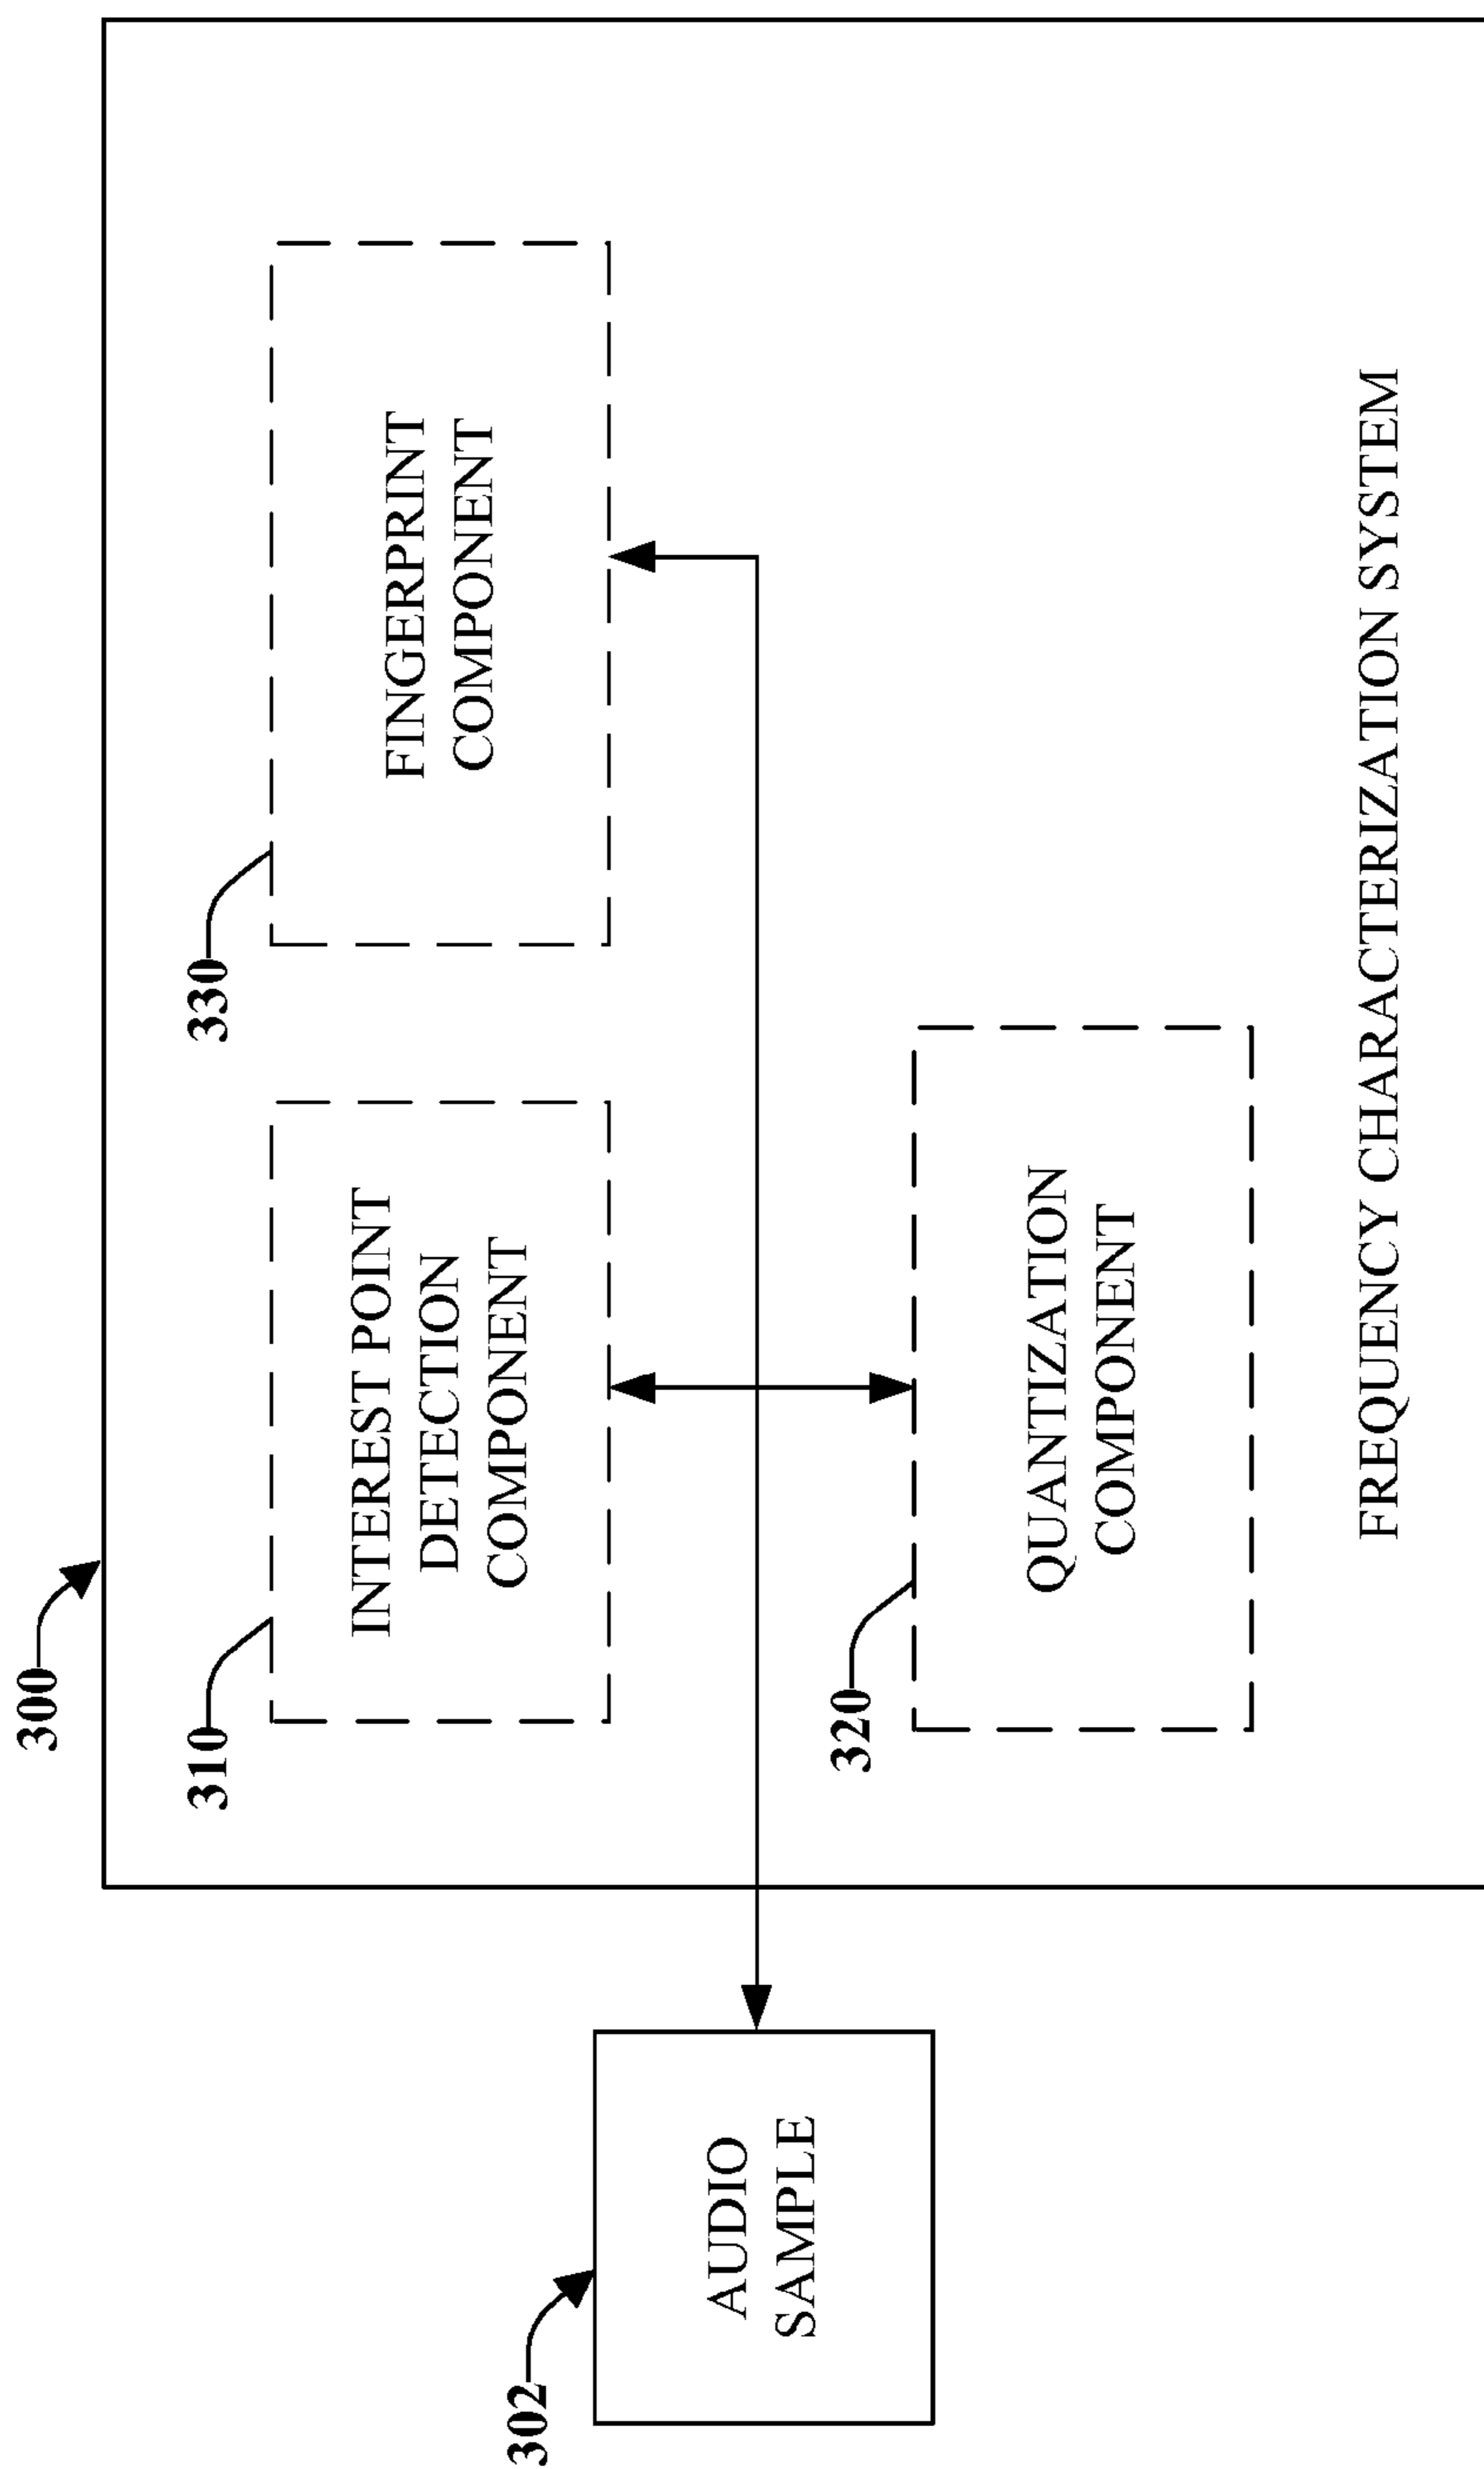 300
310
INTEREST POINT
DETECTION
COMPONENT
330
FINGERPRINT
COMPONENT
302
AUDIO
SAMPLE
320
QUANTIZATION
COMPONENT
FREQUENCY CHARACTERIZATION SYSTEM